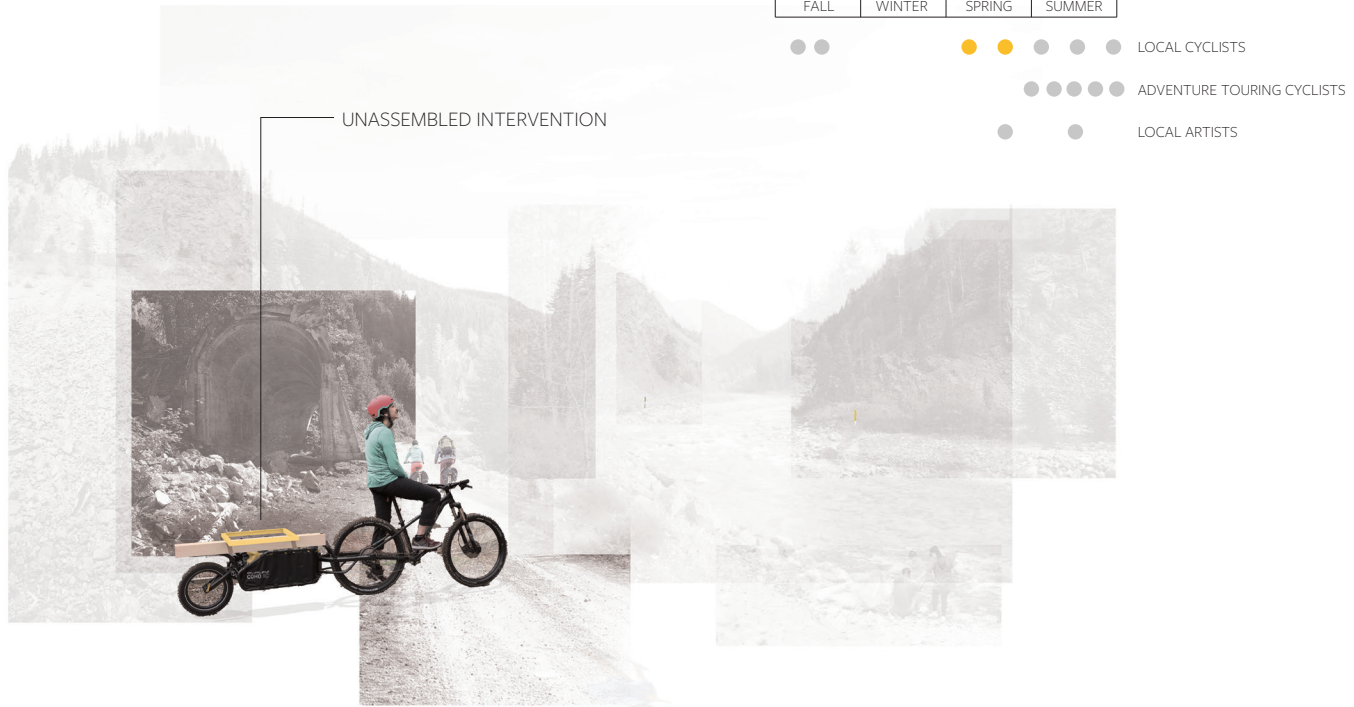 FALL WINTER SPRING SUMMER
LOCAL CYCLISTS
ADVENTURE TOURING CYCLISTS
UNASSEMBLED INTERVENTION
LOCAL ARTISTS